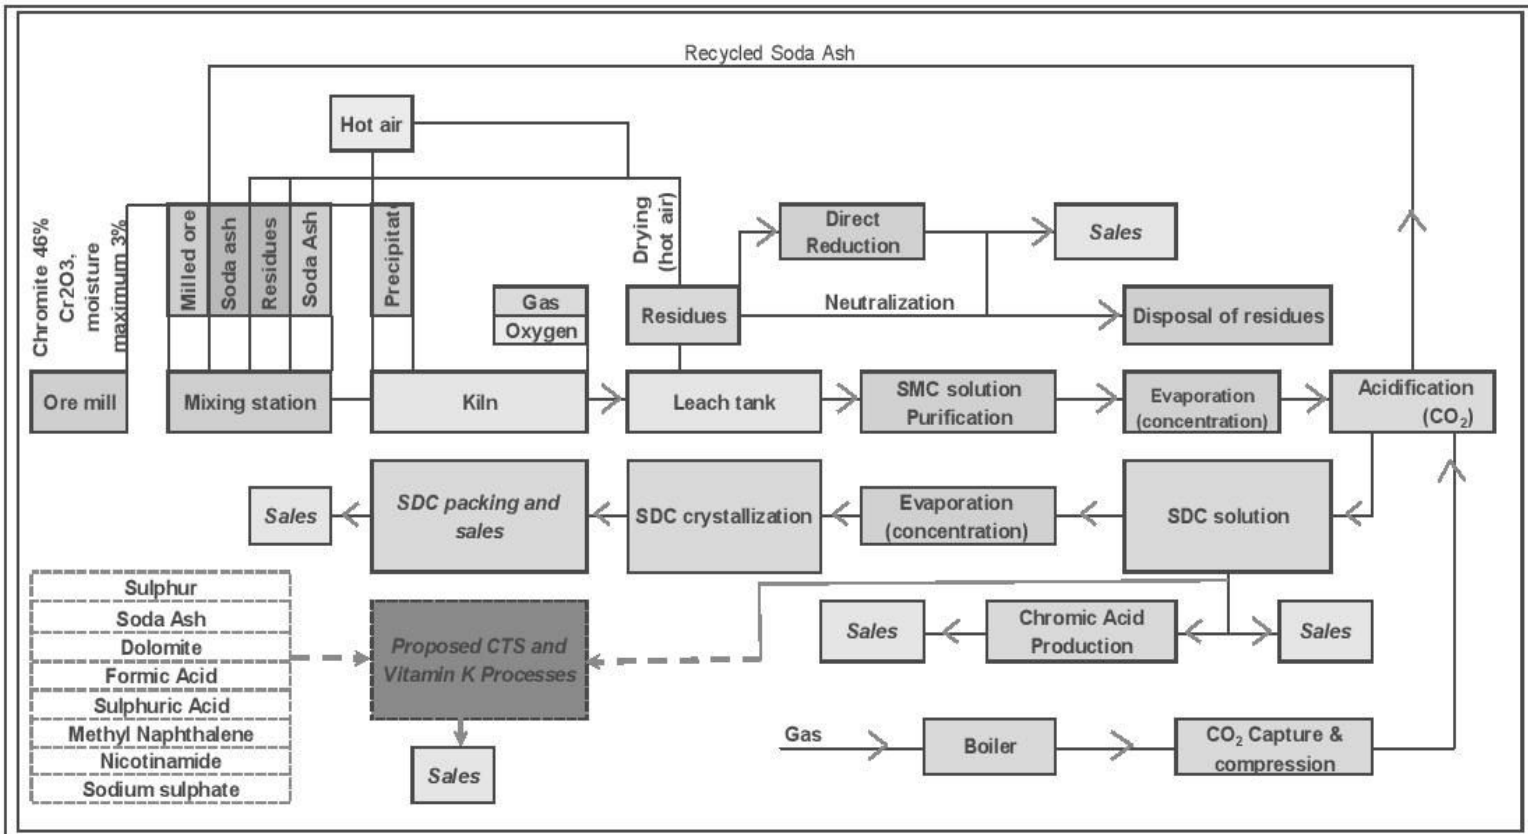 Recycled Soda Ash
Hot air
Chromite 46%
Cr2O3,
moisture
maximum 3%
Milled ore
Soda ash
Residues
Soda Ash
Precipitate
Drying
(hot air)
Direct
Reduction
Sales
Gas
Oxygen
Residues
Neutralization
Disposal of residues
Ore mill
Mixing station
Kiln
Leach tank
SMC solution
Purification
Evaporation
(concentration)
Acidification
(CO₂)
Sales
SDC packing and
sales
SDC crystallization
Evaporation
(concentration)
SDC solution
Sulphur
Soda Ash
Dolomite
Formic Acid
Sulphuric Acid
Methyl Naphthalene
Nicotinamide
Sodium sulphate
Proposed CTS and
Vitamin K Processes
Sales
Sales
Chromic Acid
Production
Sales
Gas
Boiler
CO₂ Capture &
compression